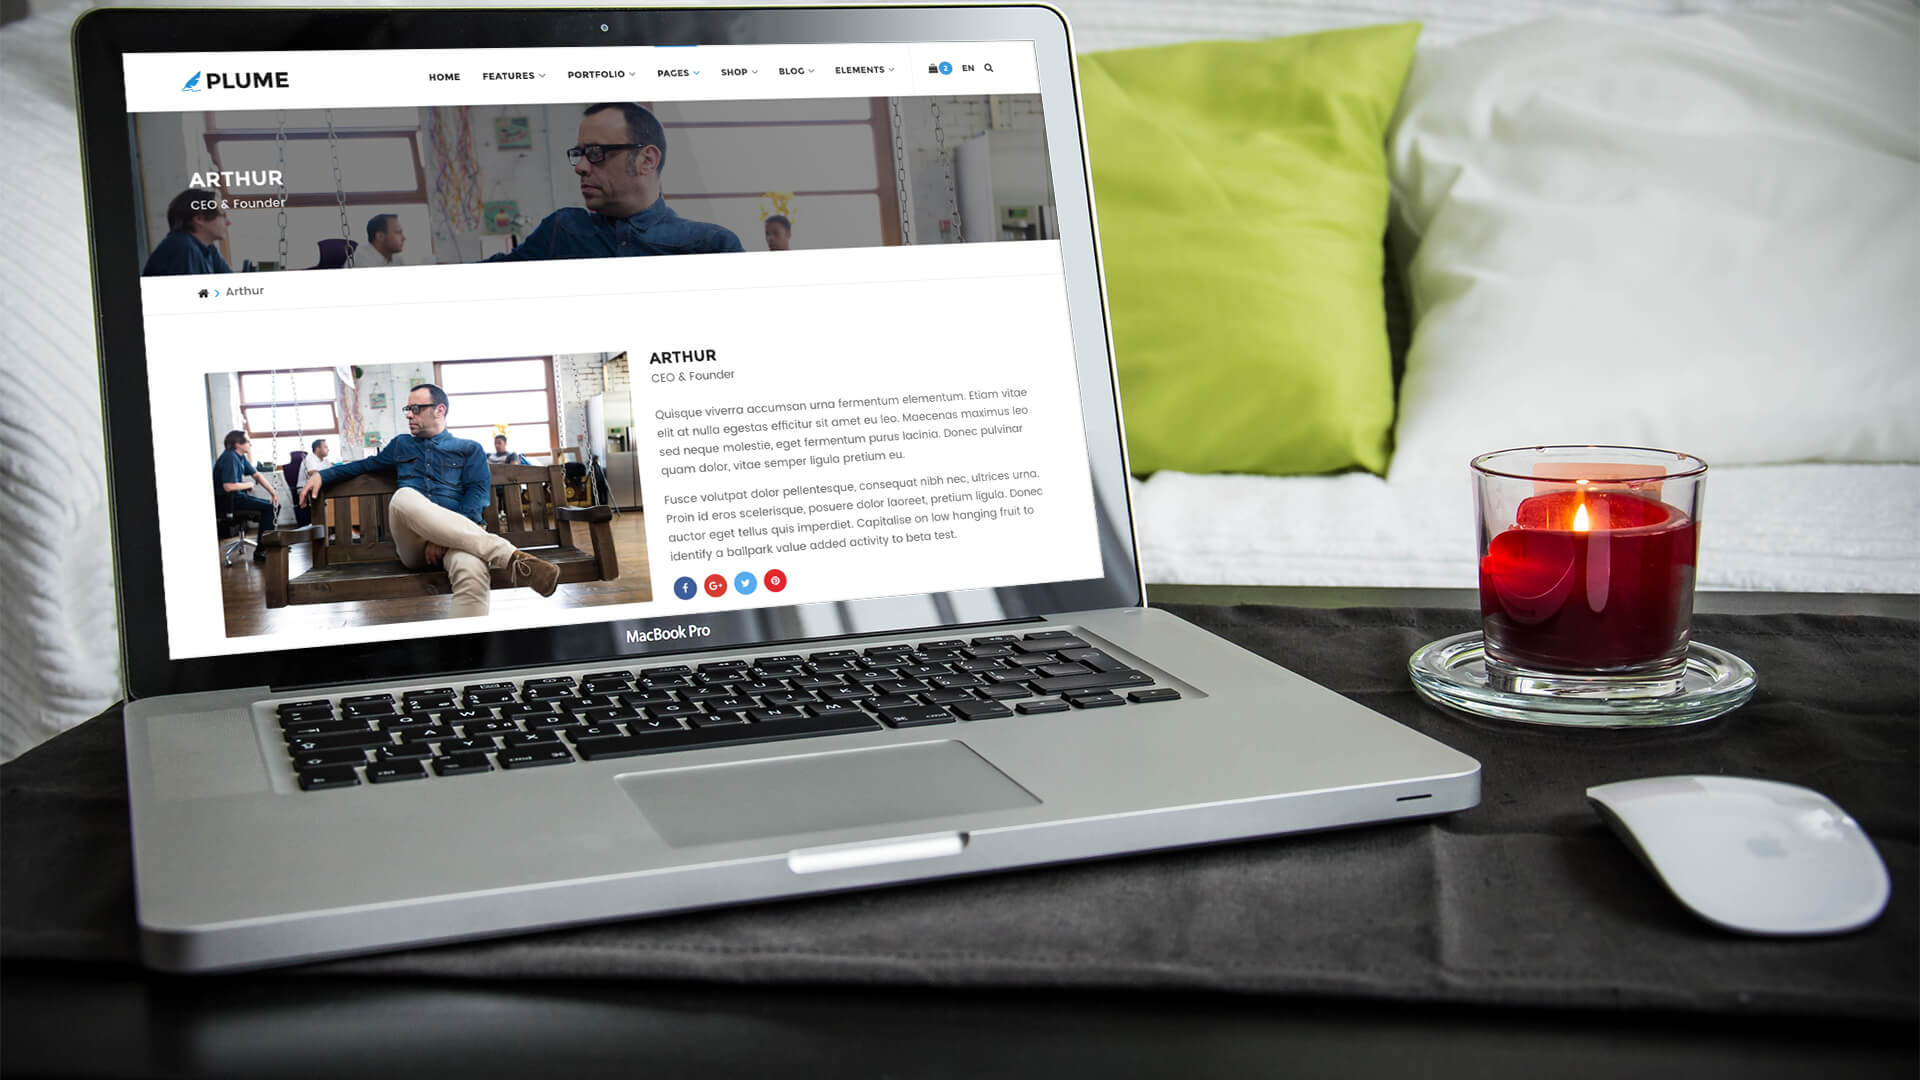 PLUME
HOME FEATURES PORTFOLIO PAGES SHOP BLOG ELEMENTS 2 EN
ARTHUR
CEO & Founder
Arthur
ARTHUR
CEO & Founder
Quisque viverra accumsan urna fermentum elementum. Etiam vitae
elit at nulla egestas efficitur sit amet eu leo. Maecenas maximus leo
sed neque molestie, eget fermentum purus lacinia. Donec pulvinar
quam dolor, vitae semper ligula pretium eu.
Fusce volutpat dolor pellentesque, consequat nibh nec, ultrices urna.
Proin id eros scelerisque, posuere dolor laoreet, pretium ligula. Donec
auctor eget tellus quis imperdiet. Capitalise on low hanging fruit to
identify a ballpark value added activity to beta test.
f G+
MacBook Pro